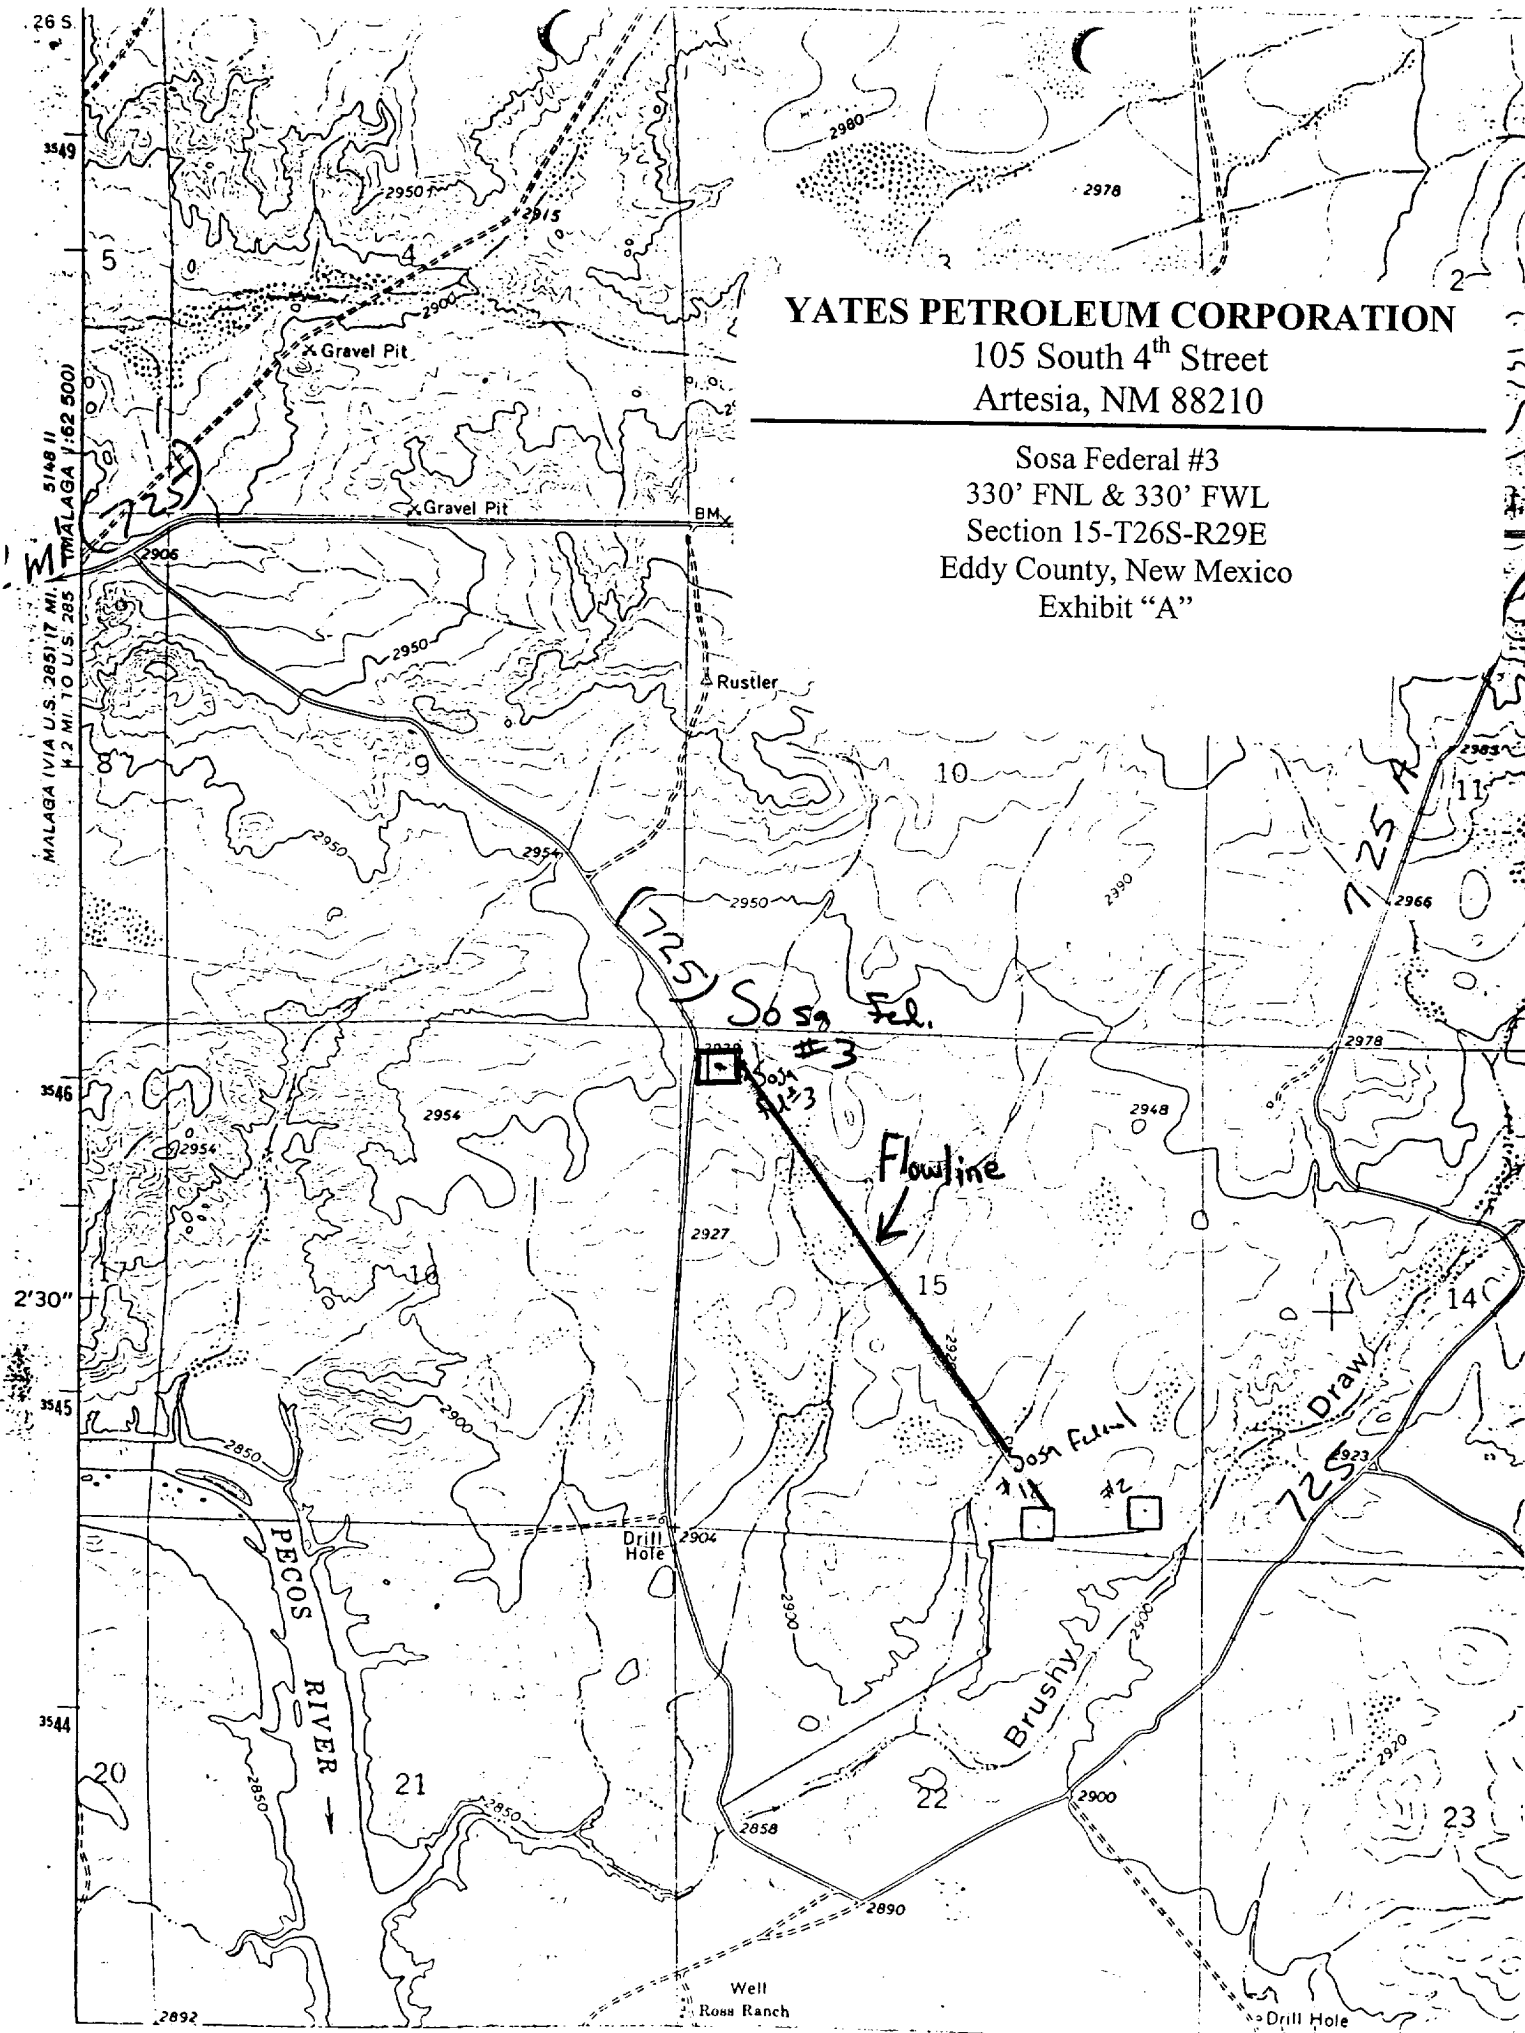 26 S.
3549
2980
2978
2950
2915
5
4
3
2
2900
YATES PETROLEUM CORPORATION
105 South 4th Street
Artesia, NM 88210
Gravel Pit
Sosa Federal #3
330' FNL & 330' FWL
Section 15-T26S-R29E
Eddy County, New Mexico
Exhibit “A”
5148 II
(MALAGA 1:62 500)
725
Gravel Pit
BM
2906
MALAGA (VIA U.S. 285) 17 MI.
4.2 MI. TO U.S. 285
2950
Rustler
8
9
10
2985
11
725 A
2950
2954
2950
2990
2966
725
Sosa Fed.
#3
2978
3546
Sosa
#3
2954
2948
2954
Flowline
2927
16
15
2'30"
14
3545
2900
2850
Draw
Sosa Federal
#1
#2
2923
725
Drill
Hole
2904
PECOS
RIVER
2900
2900
Brushy
3544
20
21
2850
2850
22
2900
2920
23
2858
2890
Well
Ross Ranch
2892
Drill Hole